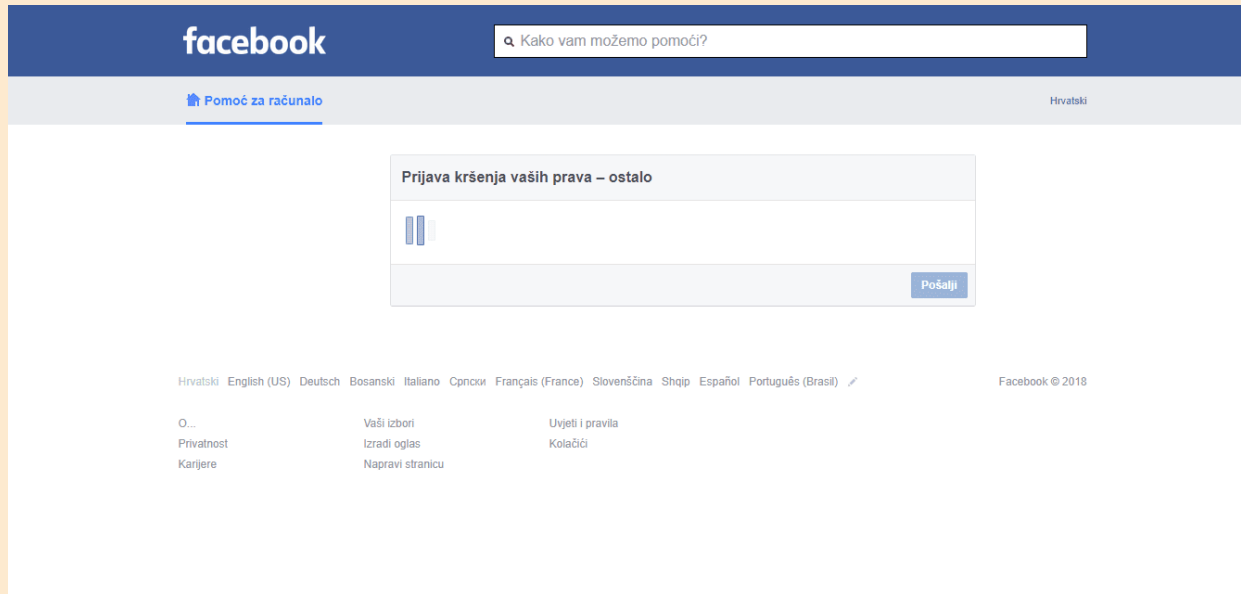 facebook
Kako vam možemo pomoći?
Pomoć za računalo
Hrvatski
Prijava kršenja vaših prava – ostalo
Pošalji
Hrvatski English (US) Deutsch Bosanski Italiano Српски Français (France) Slovenščina Shqip Español Português (Brasil)
Facebook © 2018
O... Vaši izbori Uvjeti i pravila
Privatnost Izradi oglas Kolačići
Karijere Napravi stranicu